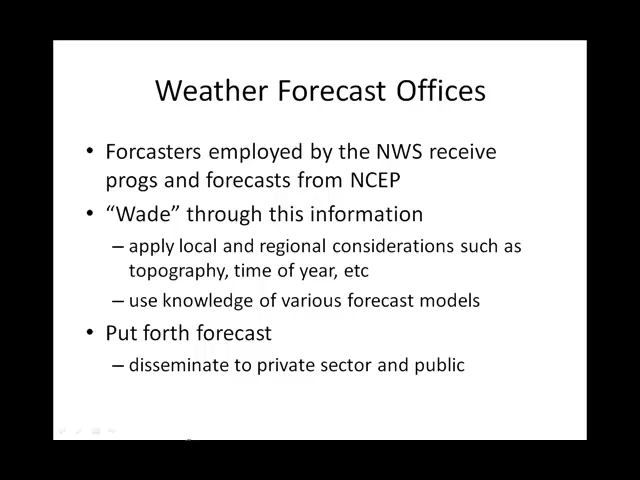 Weather Forecast Offices
• Forcasters employed by the NWS receive
progs and forecasts from NCEP
• “Wade” through this information
– apply local and regional considerations such as
topography, time of year, etc
– use knowledge of various forecast models
• Put forth forecast
– disseminate to private sector and public